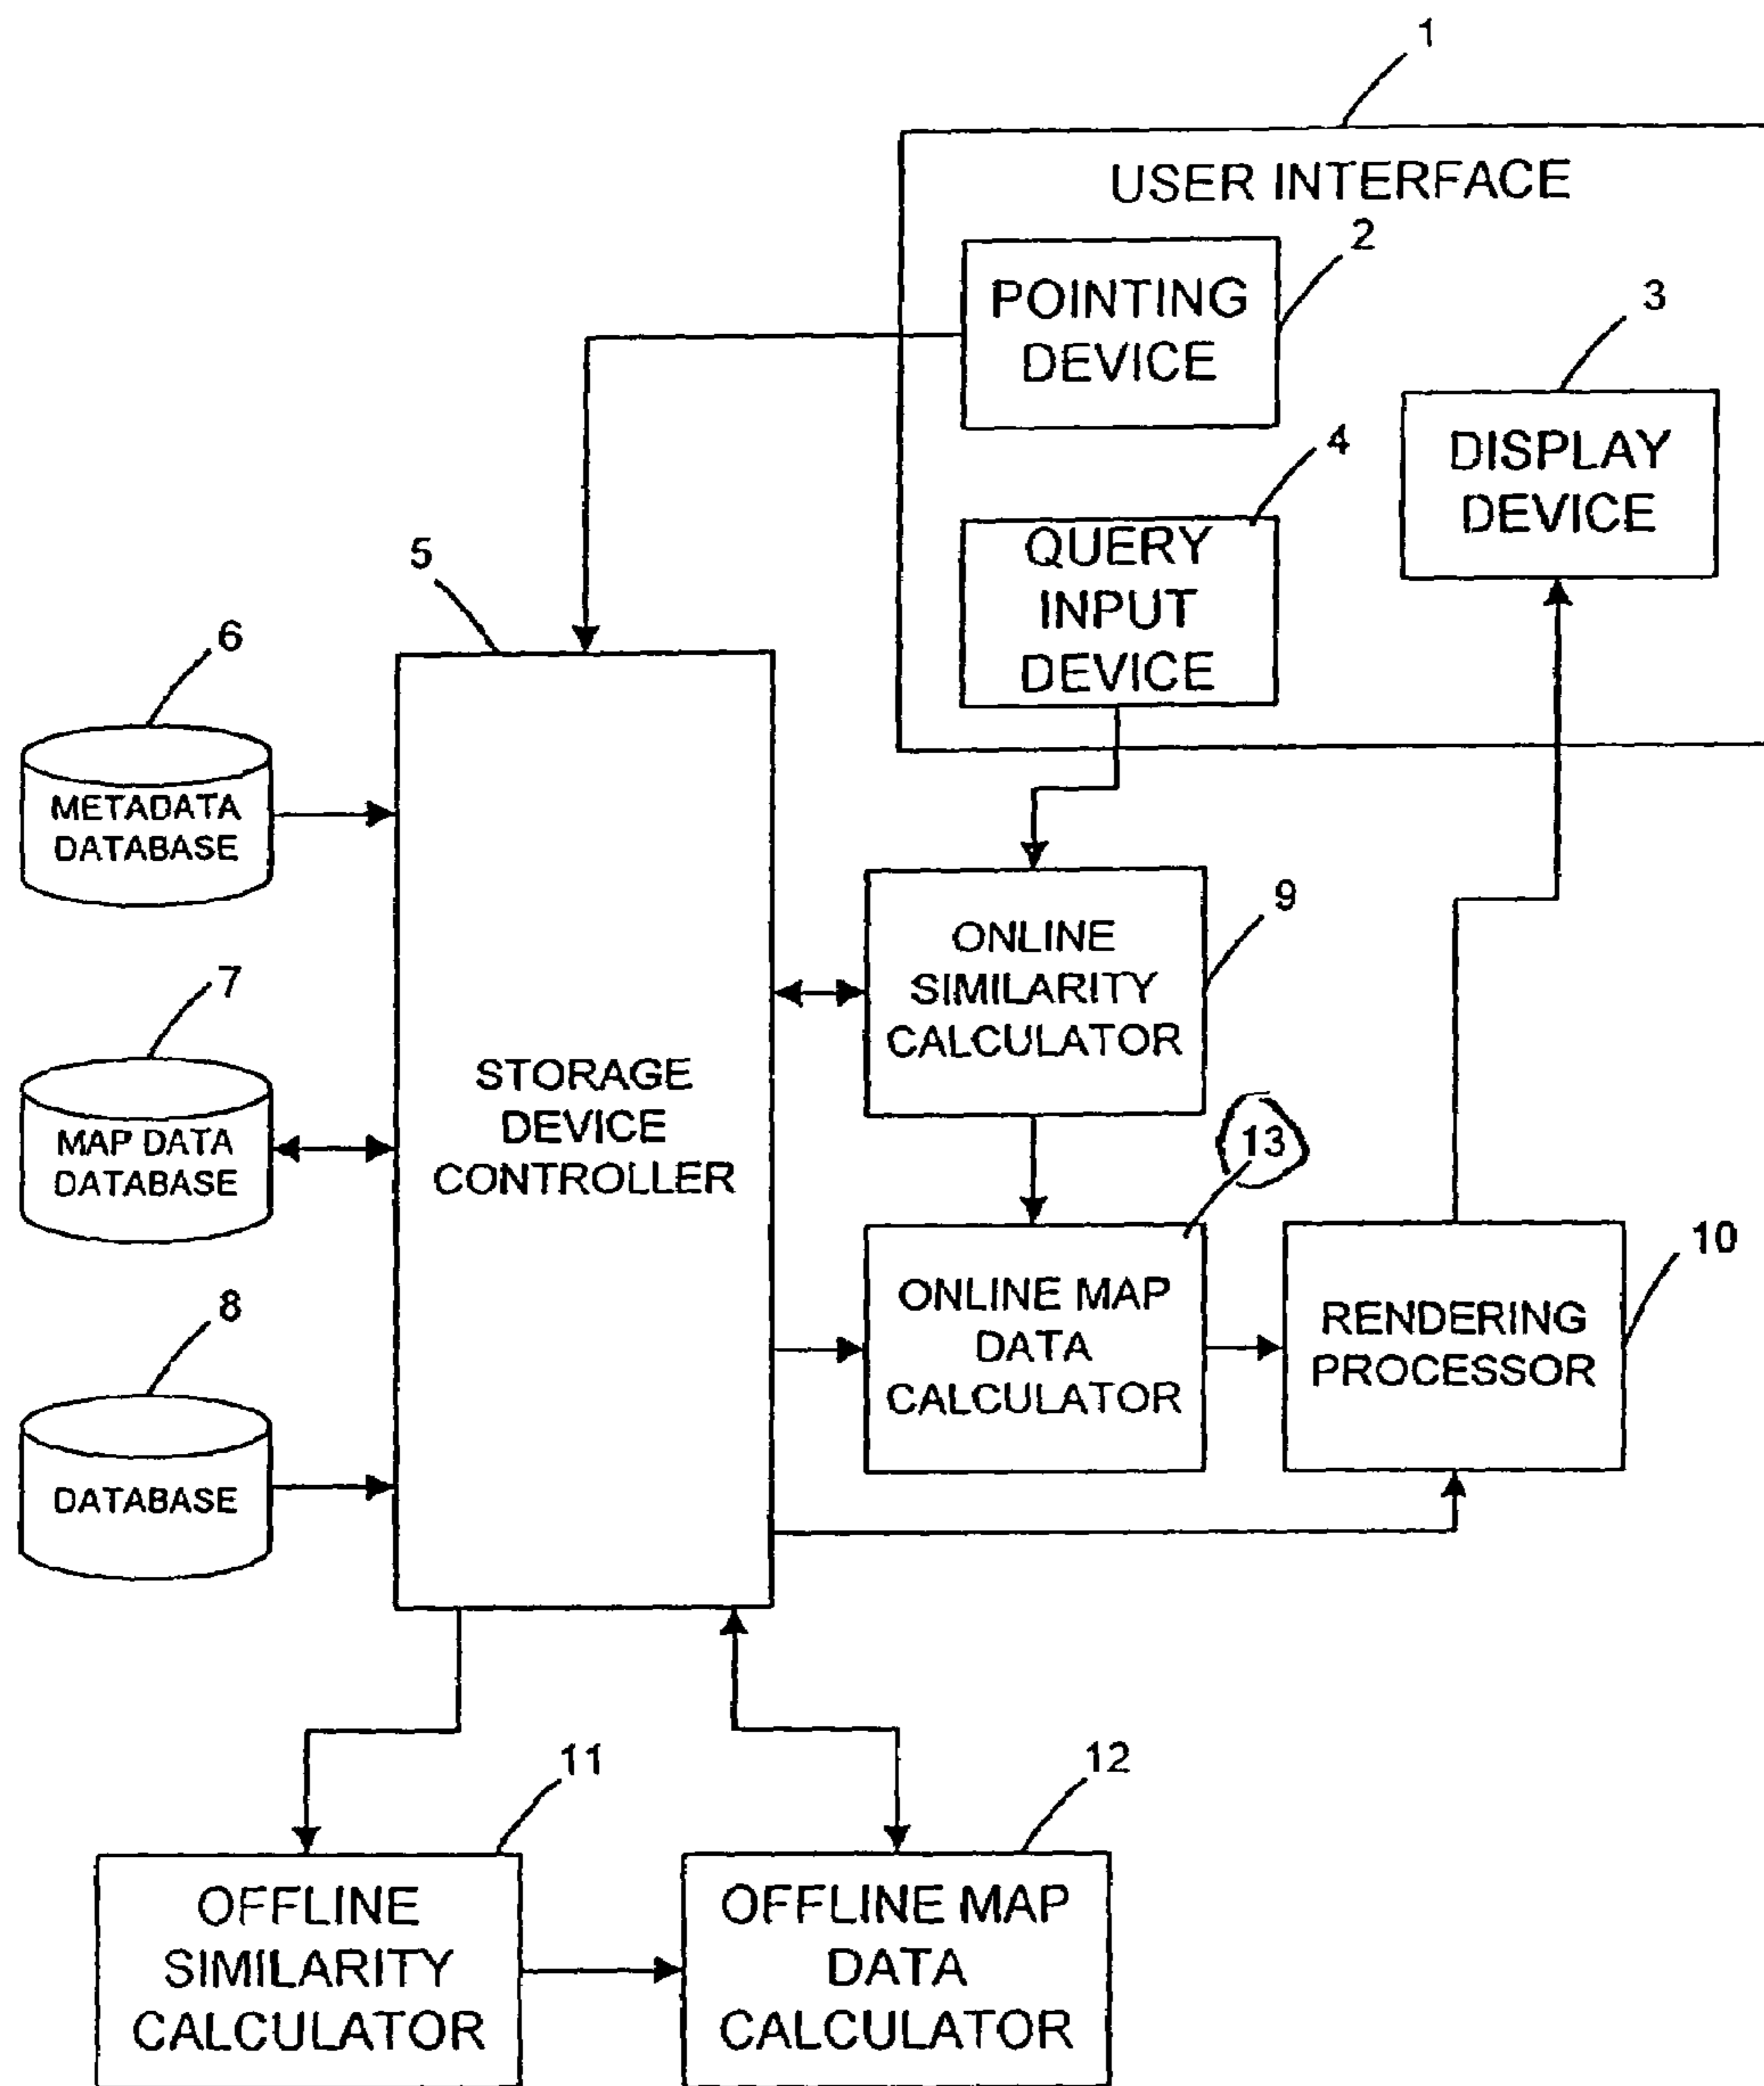 1
USER INTERFACE
2
POINTING
DEVICE
3
DISPLAY
DEVICE
4
QUERY
INPUT
DEVICE
5
STORAGE
DEVICE
CONTROLLER
6
METADATA
DATABASE
7
MAP DATA
DATABASE
8
DATABASE
9
ONLINE
SIMILARITY
CALCULATOR
13
ONLINE MAP
DATA
CALCULATOR
10
RENDERING
PROCESSOR
11
OFFLINE
SIMILARITY
CALCULATOR
12
OFFLINE MAP
DATA
CALCULATOR